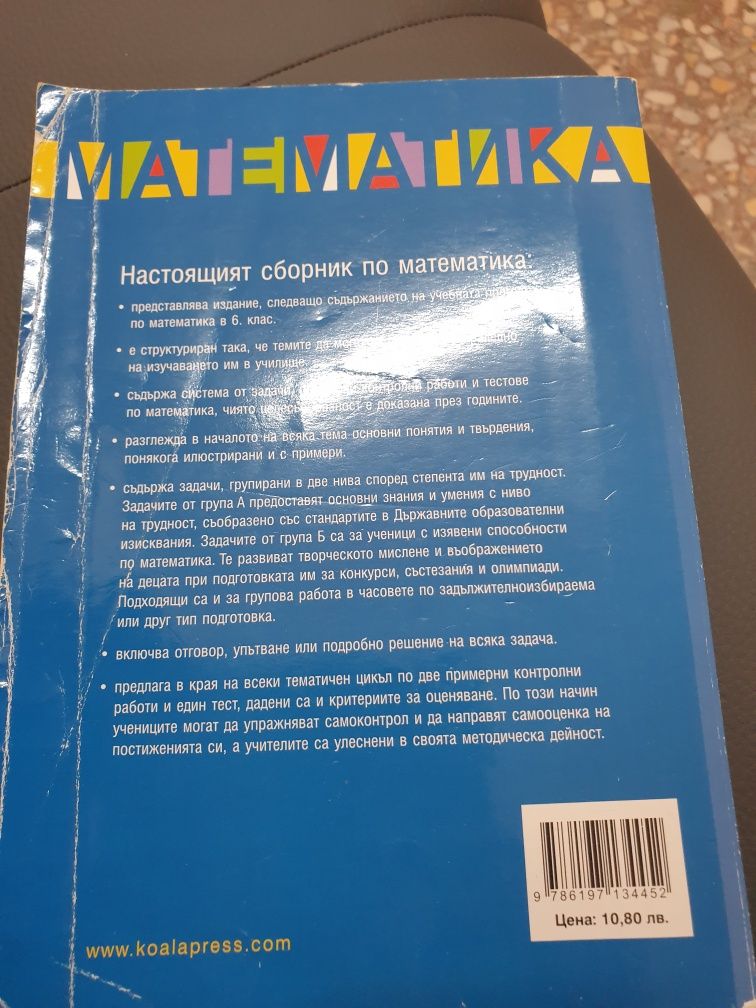 МАТЕМАТИКА
Настоящият сборник по математика:
• представлява издание, следващо съдържанието на учебната
по математика в 6. клас.
• е структуриран така, че темите да
на изучаването им в училище.
• съдържа система от задачи, контролни работи и тестове
по математика, чиято е доказана през годините.
• разглежда в началото на всяка тема основни понятия и твърдения,
понякога илюстрирани и с примери.
• съдържа задачи, групирани в две нива според степента им на трудност.
Задачите от група А предоставят основни знания и умения с ниво
на трудност, съобразено със стандартите в Държавните образователни
изисквания. Задачите от група Б са за ученици с изявени способности
по математика. Те развиват творческото мислене и въображението
на децата при подготовката им за конкурси, състезания и олимпиади.
Подходящи са и за групова работа в часовете по задължителноизбираема
или друг тип подготовка.
• включва отговор, упътване или подробно решение на всяка задача.
• предлага в края на всеки тематичен цикъл по две примерни контролни
работи и един тест, дадени са и критериите за оценяване. По този начин
учениците могат да упражняват самоконтрол и да направят самооценка на
постиженията си, а учителите са улеснени в своята методическа дейност.
9 786197 134452
Цена: 10,80 лв.
www.koalapress.com